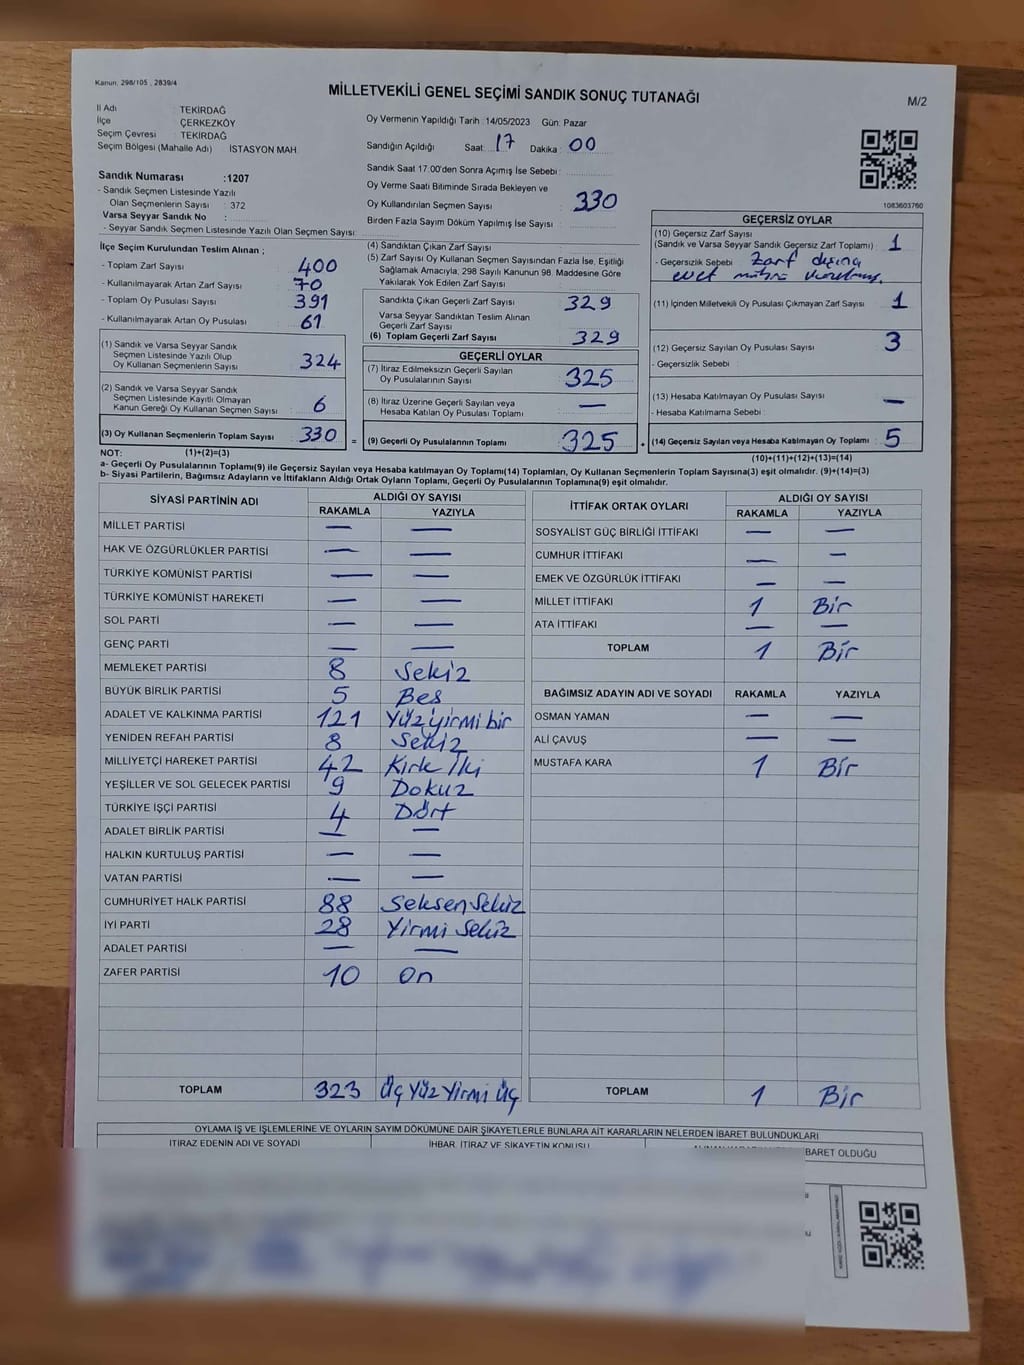 Kanun. 298/105 , 2839/4
MİLLETVEKİLİ GENEL SEÇİMİ SANDIK SONUÇ TUTANAĞI
M/2
İl Adı : TEKİRDAĞ
İlçe : ÇERKEZKÖY
Seçim Çevresi : TEKİRDAĞ
Seçim Bölgesi (Mahalle Adı) : İSTASYON MAH.
Sandık Numarası :1207
- Sandık Seçmen Listesinde Yazılı
Olan Seçmenlerin Sayısı : 372
Varsa Seyyar Sandık No :
- Seyyar Sandık Seçmen Listesinde Yazılı Olan Seçmen Sayısı:
Oy Vermenin Yapıldığı Tarih :14/05/2023 Gün: Pazar
Sandığın Açıldığı Saat: 17 Dakika : 00
Sandık Saat 17:00'den Sonra Açımış İse Sebebi :
Oy Verme Saati Bitiminde Sırada Bekleyen ve
Oy Kullandırılan Seçmen Sayısı : 330
Birden Fazla Sayım Döküm Yapılmış İse Sayısı :
1083603760
İlçe Seçim Kurulundan Teslim Alınan ;
- Toplam Zarf Sayısı : 400
- Kullanılmayarak Artan Zarf Sayısı : 70
- Toplam Oy Pusulası Sayısı : 391
- Kullanılmayarak Artan Oy Pusulası : 61
(1) Sandık ve Varsa Seyyar Sandık
Seçmen Listesinde Yazılı Olup
Oy Kullanan Seçmenlerin Sayısı : 324
(2) Sandık ve Varsa Seyyar Sandık
Seçmen Listesinde Kayıtlı Olmayan
Kanun Gereği Oy Kullanan Seçmen Sayısı : 6
(3) Oy Kullanan Seçmenlerin Toplam Sayısı : 330
(4) Sandıktan Çıkan Zarf Sayısı :
(5) Zarf Sayısı Oy Kullanan Seçmen Sayısından Fazla İse, Eşitliği
Sağlamak Amacıyla, 298 Sayılı Kanunun 98. Maddesine Göre
Yakılarak Yok Edilen Zarf Sayısı :
Sandıkta Çıkan Geçerli Zarf Sayısı : 329
Varsa Seyyar Sandıktan Teslim Alınan
Geçerli Zarf Sayısı :
(6) Toplam Geçerli Zarf Sayısı : 329
GEÇERLİ OYLAR
(7) İtiraz Edilmeksizin Geçerli Sayılan
Oy Pusulalarının Sayısı : 325
(8) İtiraz Üzerine Geçerli Sayılan veya
Hesaba Katılan Oy Pusulası Toplamı : —
= (9) Geçerli Oy Pusulalarının Toplamı : 325
GEÇERSİZ OYLAR
(10) Geçersiz Zarf Sayısı
(Sandık ve Varsa Seyyar Sandık Geçersiz Zarf Toplamı) : 1
- Geçersizlik Sebebi : Zarf dışına
evet mührü vurulmuş.
(11) İçinden Milletvekili Oy Pusulası Çıkmayan Zarf Sayısı : 1
(12) Geçersiz Sayılan Oy Pusulası Sayısı : 3
- Geçersizlik Sebebi :
(13) Hesaba Katılmayan Oy Pusulası Sayısı : —
- Hesaba Katılmama Sebebi :
+ (14) Geçersiz Sayılan veya Hesaba Katılmayan Oy Toplamı : 5
NOT: (1)+(2)=(3)
(10)+(11)+(12)+(13)=(14)
a- Geçerli Oy Pusulalarının Toplamı(9) ile Geçersiz Sayılan veya Hesaba katılmayan Oy Toplamı(14) Toplamları, Oy Kullanan Seçmenlerin Toplam Sayısına(3) eşit olmalıdır. (9)+(14)=(3)
b- Siyasi Partilerin, Bağımsız Adayların ve İttifakların Aldığı Ortak Oyların Toplamı, Geçerli Oy Pusulalarının Toplamına(9) eşit olmalıdır.
SİYASİ PARTİNİN ADI ALDIĞI OY SAYISI
RAKAMLA YAZIYLA
MİLLET PARTİSİ — —
HAK VE ÖZGÜRLÜKLER PARTİSİ — —
TÜRKİYE KOMÜNİST PARTİSİ — —
TÜRKİYE KOMÜNİST HAREKETİ — —
SOL PARTİ — —
GENÇ PARTİ — —
MEMLEKET PARTİSİ 8 Sekiz
BÜYÜK BİRLİK PARTİSİ 5 Beş
ADALET VE KALKINMA PARTİSİ 121 Yüz yirmi bir
YENİDEN REFAH PARTİSİ 8 Sekiz
MİLLİYETÇİ HAREKET PARTİSİ 42 Kırk İki
YEŞİLLER VE SOL GELECEK PARTİSİ 9 Dokuz
TÜRKİYE İŞÇİ PARTİSİ 4 Dört
ADALET BİRLİK PARTİSİ — —
HALKIN KURTULUŞ PARTİSİ — —
VATAN PARTİSİ — —
CUMHURİYET HALK PARTİSİ 88 Seksen Sekiz
İYİ PARTİ 28 Yirmi Sekiz
ADALET PARTİSİ — —
ZAFER PARTİSİ 10 On
TOPLAM 323 Üç Yüz Yirmi Üç
İTTİFAK ORTAK OYLARI ALDIĞI OY SAYISI
RAKAMLA YAZIYLA
SOSYALİST GÜÇ BİRLİĞİ İTTİFAKI — —
CUMHUR İTTİFAKI — —
EMEK VE ÖZGÜRLÜK İTTİFAKI — —
MİLLET İTTİFAKI 1 Bir
ATA İTTİFAKI — —
TOPLAM 1 Bir
BAĞIMSIZ ADAYIN ADI VE SOYADI RAKAMLA YAZIYLA
OSMAN YAMAN — —
ALİ ÇAVUŞ — —
MUSTAFA KARA 1 Bir
TOPLAM 1 Bir
OYLAMA İŞ VE İŞLEMLERİNE VE OYLARIN SAYIM DÖKÜMÜNE DAİR ŞİKAYETLERLE BUNLARA AİT KARARLARIN NELERDEN İBARET BULUNDUKLARI
İTİRAZ EDENİN ADI VE SOYADI İHBAR, İTİRAZ VE ŞİKAYETİN KONUSU BARET OLDUĞU